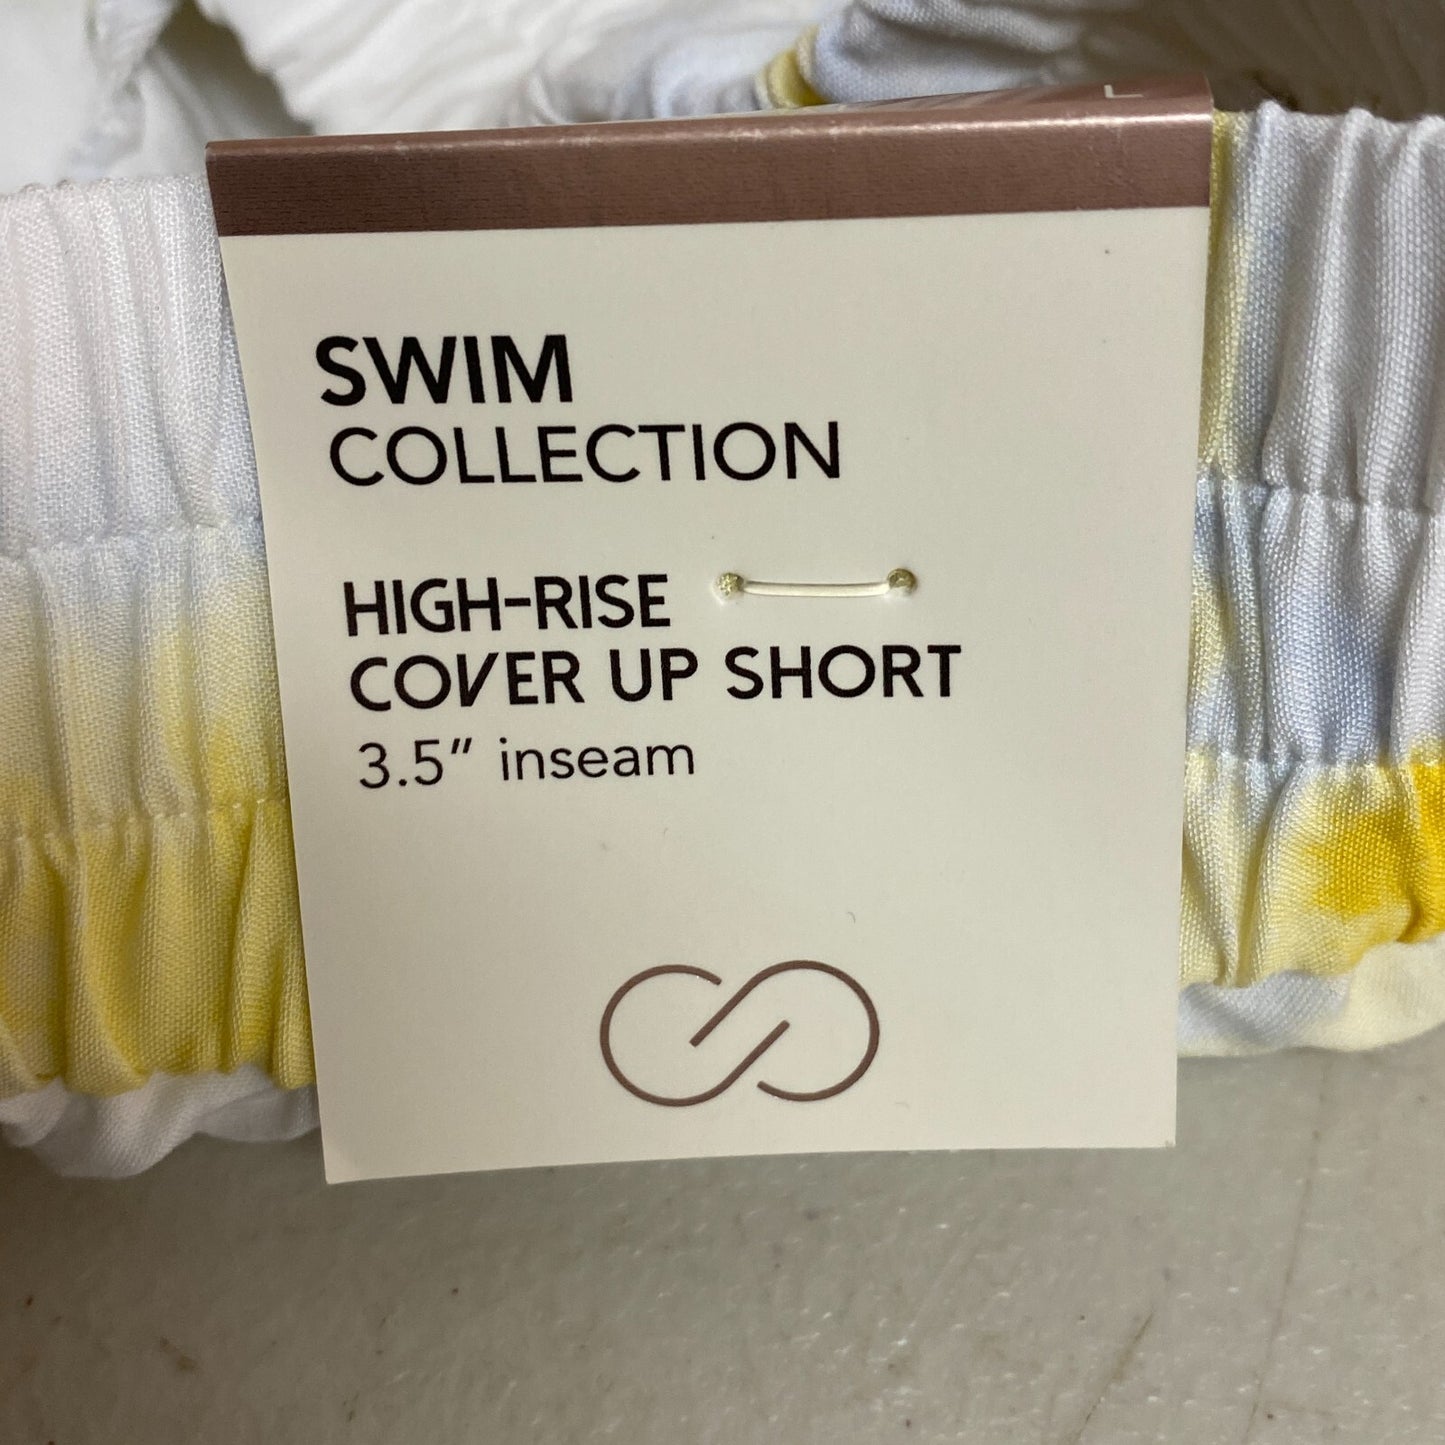 L
SWIM
COLLECTION
HIGH-RISE
COVER UP SHORT
3.5" inseam